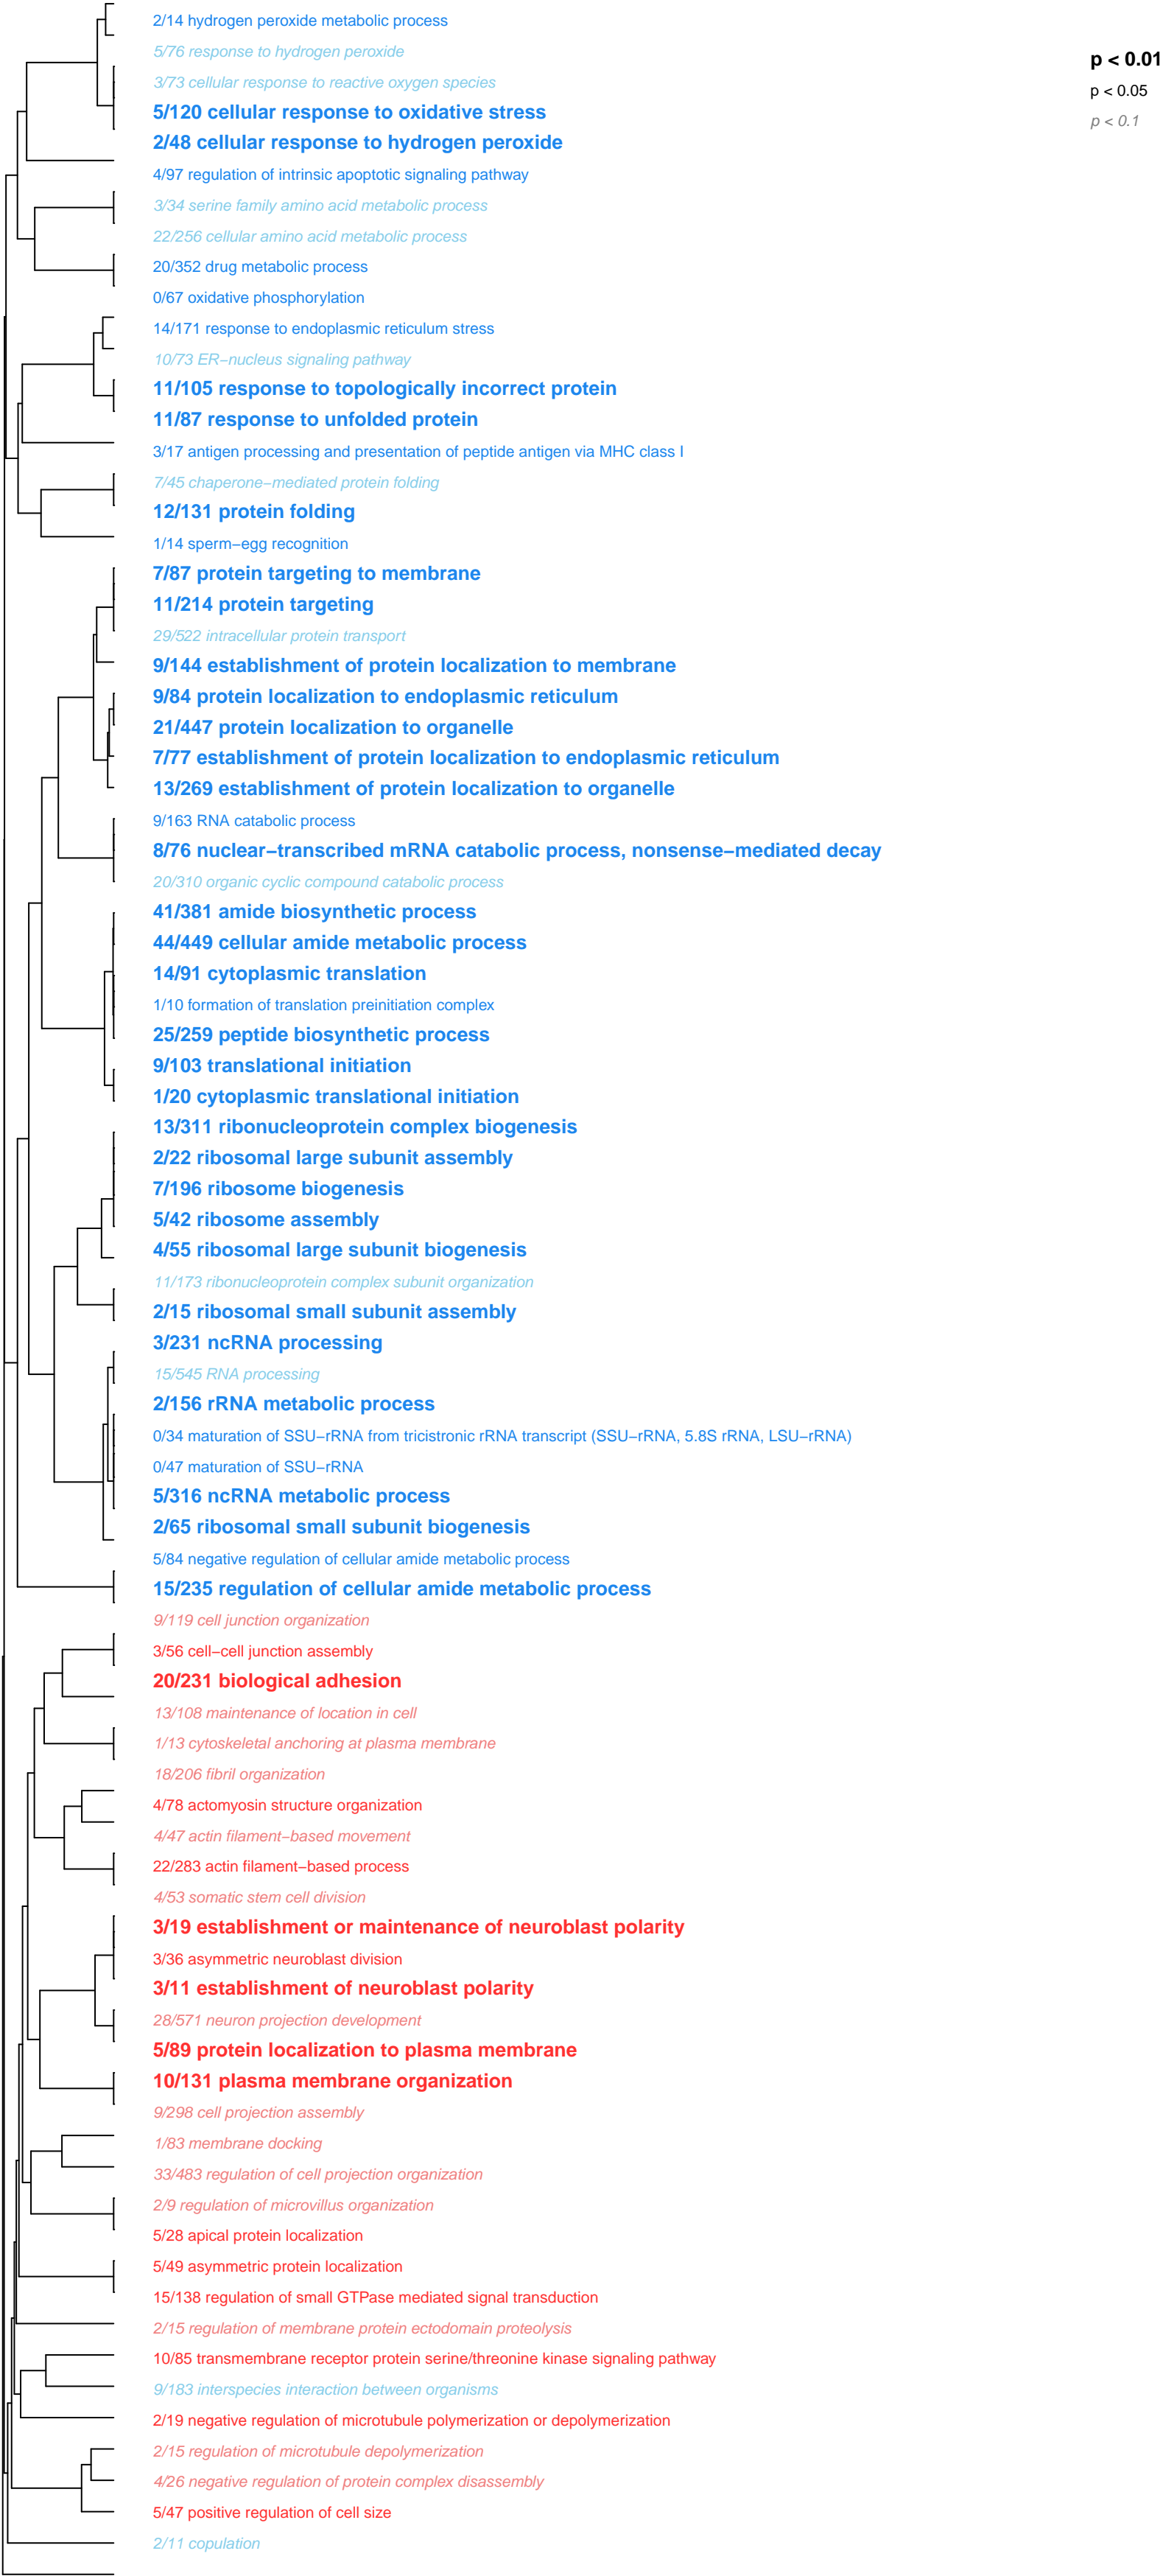 2/14 hydrogen peroxide metabolic process
5/76 response to hydrogen peroxide
p < 0.01
3/73 cellular response to reactive oxygen species
p < 0.05
5/120 cellular response to oxidative stress
p < 0.1
2/48 cellular response to hydrogen peroxide
4/97 regulation of intrinsic apoptotic signaling pathway
3/34 serine family amino acid metabolic process
22/256 cellular amino acid metabolic process
20/352 drug metabolic process
0/67 oxidative phosphorylation
14/171 response to endoplasmic reticulum stress
10/73 ER−nucleus signaling pathway
11/105 response to topologically incorrect protein
11/87 response to unfolded protein
3/17 antigen processing and presentation of peptide antigen via MHC class I
7/45 chaperone−mediated protein folding
12/131 protein folding
1/14 sperm−egg recognition
7/87 protein targeting to membrane
11/214 protein targeting
29/522 intracellular protein transport
9/144 establishment of protein localization to membrane
9/84 protein localization to endoplasmic reticulum
21/447 protein localization to organelle
7/77 establishment of protein localization to endoplasmic reticulum
13/269 establishment of protein localization to organelle
9/163 RNA catabolic process
8/76 nuclear−transcribed mRNA catabolic process, nonsense−mediated decay
20/310 organic cyclic compound catabolic process
41/381 amide biosynthetic process
44/449 cellular amide metabolic process
14/91 cytoplasmic translation
1/10 formation of translation preinitiation complex
25/259 peptide biosynthetic process
9/103 translational initiation
1/20 cytoplasmic translational initiation
13/311 ribonucleoprotein complex biogenesis
2/22 ribosomal large subunit assembly
7/196 ribosome biogenesis
5/42 ribosome assembly
4/55 ribosomal large subunit biogenesis
11/173 ribonucleoprotein complex subunit organization
2/15 ribosomal small subunit assembly
3/231 ncRNA processing
15/545 RNA processing
2/156 rRNA metabolic process
0/34 maturation of SSU−rRNA from tricistronic rRNA transcript (SSU−rRNA, 5.8S rRNA, LSU−rRNA)
0/47 maturation of SSU−rRNA
5/316 ncRNA metabolic process
2/65 ribosomal small subunit biogenesis
5/84 negative regulation of cellular amide metabolic process
15/235 regulation of cellular amide metabolic process
9/119 cell junction organization
3/56 cell−cell junction assembly
20/231 biological adhesion
13/108 maintenance of location in cell
1/13 cytoskeletal anchoring at plasma membrane
18/206 fibril organization
4/78 actomyosin structure organization
4/47 actin filament−based movement
22/283 actin filament−based process
4/53 somatic stem cell division
3/19 establishment or maintenance of neuroblast polarity
3/36 asymmetric neuroblast division
3/11 establishment of neuroblast polarity
28/571 neuron projection development
5/89 protein localization to plasma membrane
10/131 plasma membrane organization
9/298 cell projection assembly
1/83 membrane docking
33/483 regulation of cell projection organization
2/9 regulation of microvillus organization
5/28 apical protein localization
5/49 asymmetric protein localization
15/138 regulation of small GTPase mediated signal transduction
2/15 regulation of membrane protein ectodomain proteolysis
10/85 transmembrane receptor protein serine/threonine kinase signaling pathway
9/183 interspecies interaction between organisms
2/19 negative regulation of microtubule polymerization or depolymerization
2/15 regulation of microtubule depolymerization
4/26 negative regulation of protein complex disassembly
5/47 positive regulation of cell size
2/11 copulation